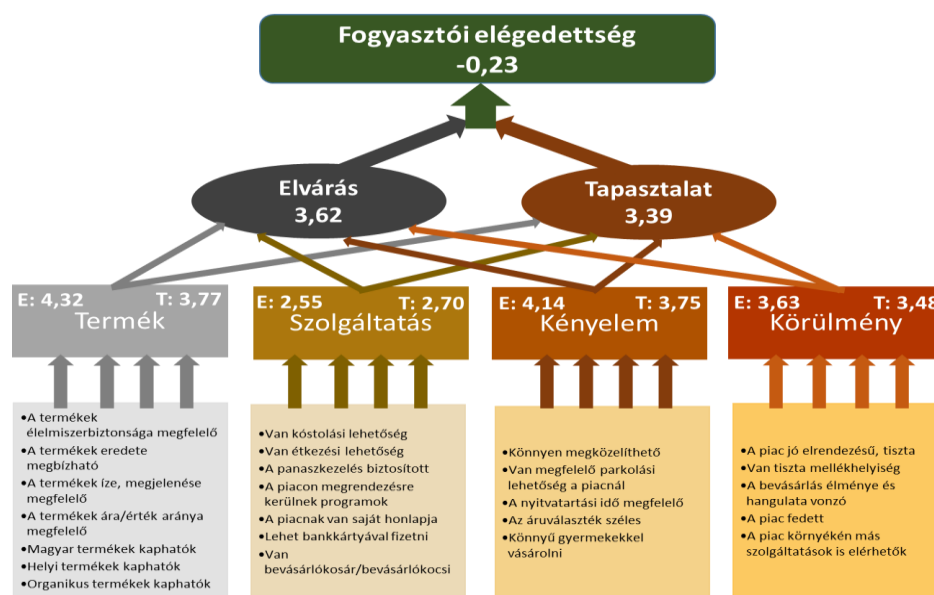 Fogyasztói elégedettség
-0,23
Elvárás
3,62
Tapasztalat
3,39
E: 4,32 T: 3,77
Termék
E: 2,55 T: 2,70
Szolgáltatás
E: 4,14 T: 3,75
Kényelem
E: 3,63 T: 3,48
Körülmény
•A termékek
élelmiszerbiztonsága megfelelő
•A termékek eredete
megbízható
•A termékek íze, megjelenése
megfelelő
•A termékek ára/érték aránya
megfelelő
•Magyar termékek kaphatók
•Helyi termékek kaphatók
•Organikus termékek kaphatók
•Van kóstolási lehetőség
•Van étkezési lehetőség
•A panaszkezelés biztosított
•A piacon megrendezésre
kerülnek programok
•A piacnak van saját honlapja
•Lehet bankkártyával fizetni
•Van
bevásárlókosár/bevásárlókocsi
•Könnyen megközelíthető
•Van megfelelő parkolási
lehetőség a piacnál
•A nyitvatartási idő megfelelő
•Az áruválaszték széles
•Könnyű gyermekekkel
vásárolni
•A piac jó elrendezésű, tiszta
•Van tiszta mellékhelyiség
•A bevásárlás élménye és
hangulata vonzó
•A piac fedett
•A piac környékén más
szolgáltatások is elérhetők